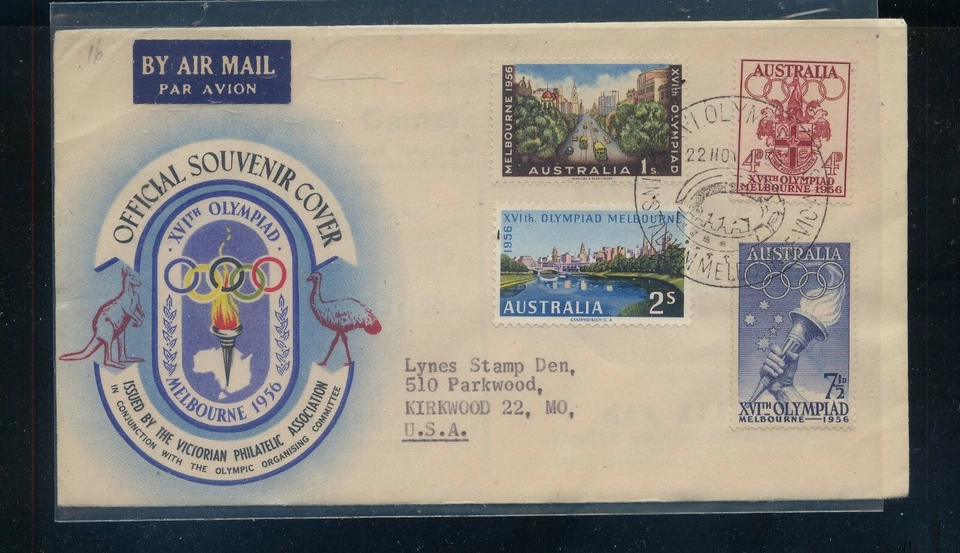 16
BY AIR MAIL
PAR AVION
OFFICIAL SOUVENIR COVER
XVITH OLYMPIAD
MELBOURNE 1956
ISSUED BY THE VICTORIAN PHILATELIC ASSOCIATION
IN CONJUNCTION WITH THE OLYMPIC ORGANISING COMMITTEE
MELBOURNE 1956
XVIth OLYMPIAD
AUSTRALIA 1s.
AUSTRALIA
4D 4D
XVITH OLYMPIAD
MELBOURNE 1956
22 NOV
XVIth. OLYMPIAD MELBOURNE
1956
AUSTRALIA 2s
COURVOISIER S.A.
AUSTRALIA
7½D
XVITH OLYMPIAD
MELBOURNE—1956
Lynes Stamp Den,
510 Parkwood,
KIRKWOOD 22, MO,
U.S.A.